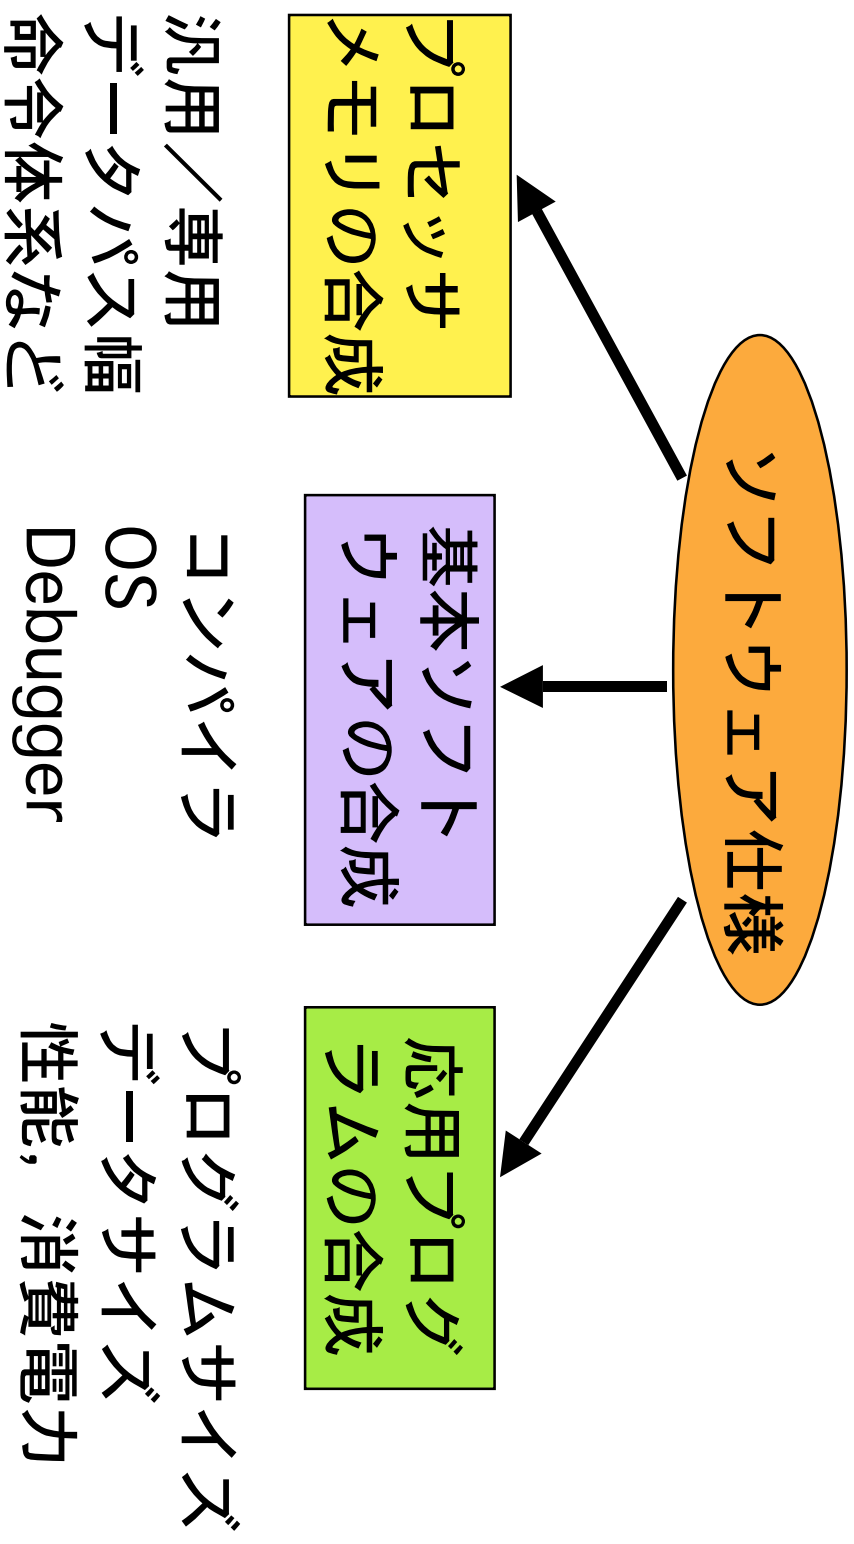 ソフトウェア仕様
プロセッサ
メモリの合成
汎用／専用
データパス幅
命令体系など
基本ソフト
ウェアの合成
コンパイラ
OS
Debugger
応用プログ
ラムの合成
プログラムサイズ
データサイズ
性能，消費電力